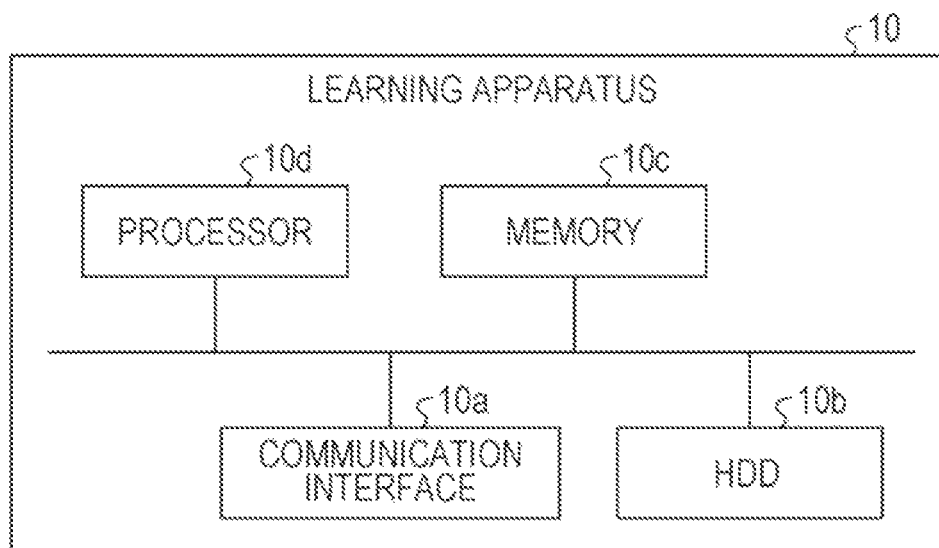 10
LEARNING APPARATUS
10d
10c
PROCESSOR
MEMORY
10a
10b
COMMUNICATION
INTERFACE
HDD